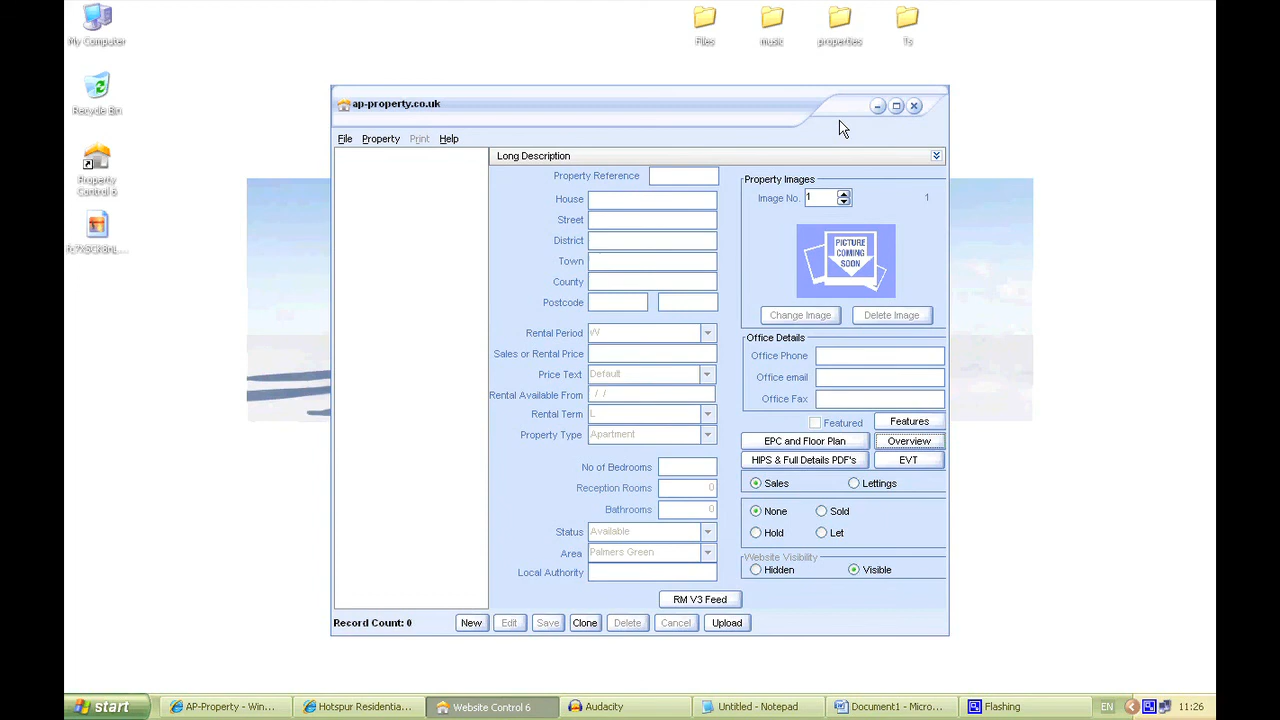 My Computer
Files
music
properties
Ts
Recycle Bin
Property
Control 6
ap-property.co.uk
File Property Print Help
Long Description
Property Reference
House
Street
District
Town
County
Postcode
Rental Period W
Sales or Rental Price
Price Text Default
Rental Available From / /
Rental Term L
Property Type Apartment
No of Bedrooms
Reception Rooms 0
Bathrooms 0
Status Available
Area Palmers Green
Local Authority
Property Images
Image No. 1 1
PICTURE
COMING
SOON
Change Image Delete Image
Office Details
Office Phone
Office email
Office Fax
Featured Features
EPC and Floor Plan Overview
HIPS & Full Details PDF's EVT
Sales Lettings
None Sold
Hold Let
Website Visibility
Hidden Visible
RM V3 Feed
Record Count: 0 New Edit Save Clone Delete Cancel Upload
start AP-Property - Win... Hotspur Residentia... Website Control 6 Audacity Untitled - Notepad Document1 - Micro... Flashing EN 11:26